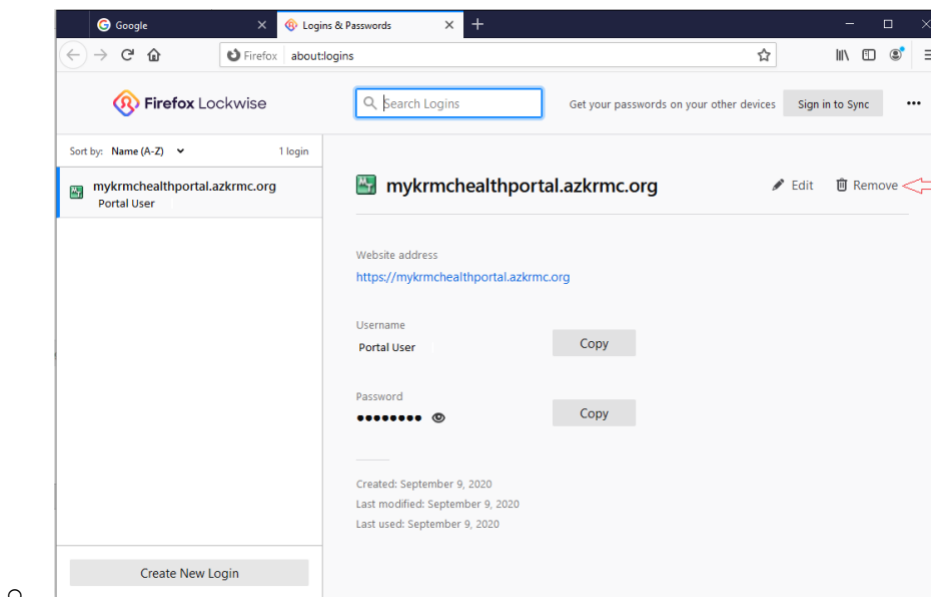 Google
Logins & Passwords
Firefox about:logins
Firefox Lockwise
Search Logins
Get your passwords on your other devices
Sign in to Sync
Sort by: Name (A-Z)
1 login
mykrmchealthportal.azkrmc.org
Portal User
mykrmchealthportal.azkrmc.org
Edit
Remove
Website address
https://mykrmchealthportal.azkrmc.org
Username
Portal User
Copy
Password
Copy
Created: September 9, 2020
Last modified: September 9, 2020
Last used: September 9, 2020
Create New Login